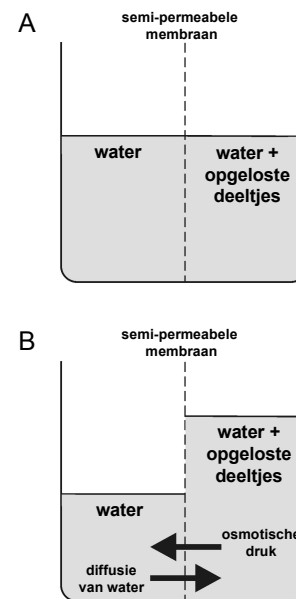 A
semi-permeabele
membraan
water
water +
opgeloste
deeltjes
B
semi-permeabele
membraan
water +
opgeloste
deeltjes
water
osmotische
druk
diffusie
van water